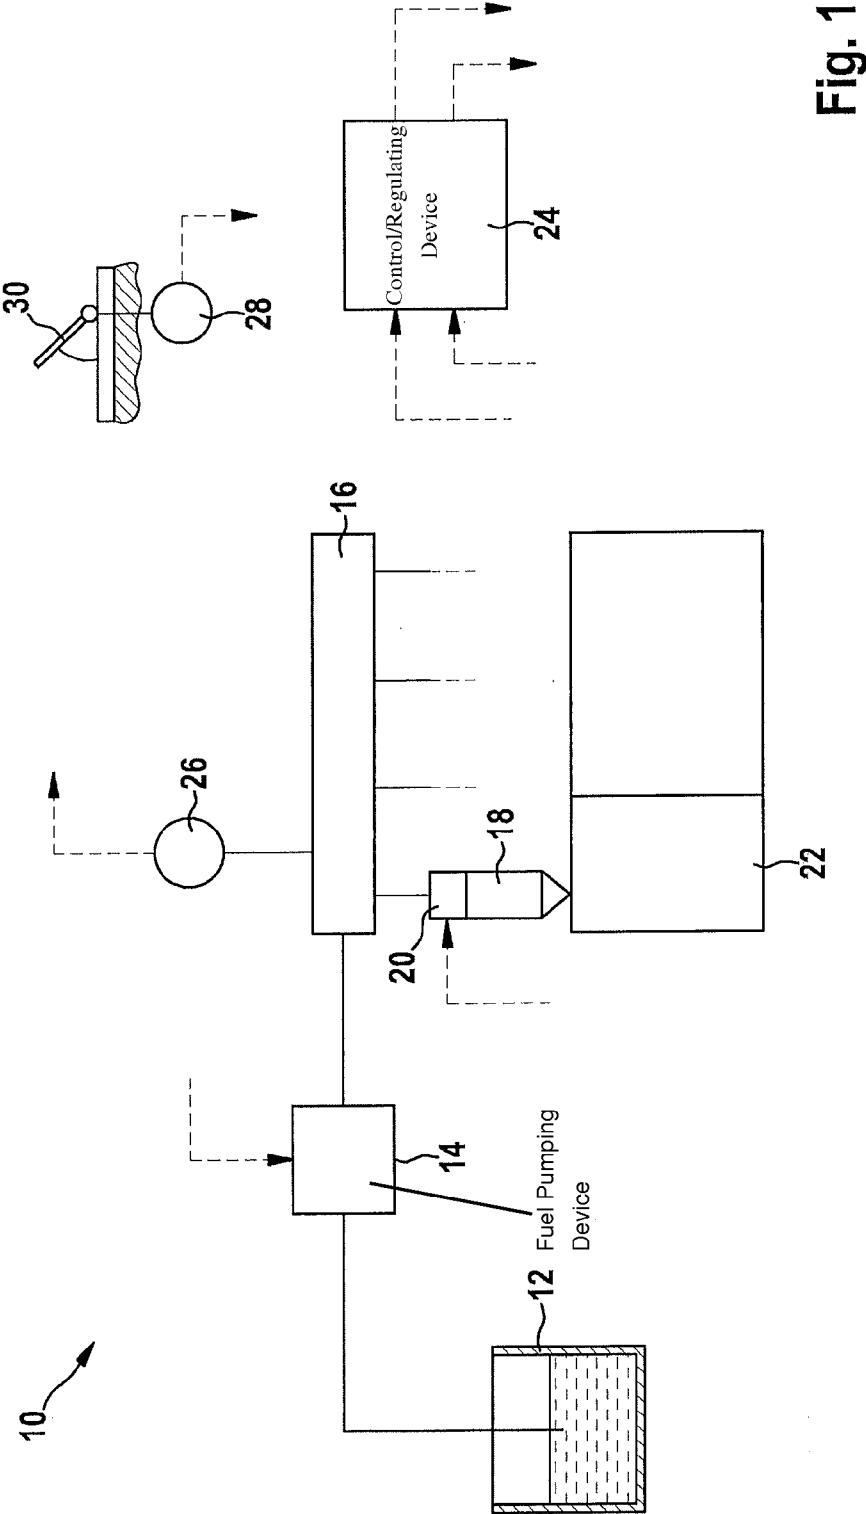 10
12
Fuel Pumping
Device
14
16
18
20
22
Control/Regulating
Device
24
26
28
30
Fig. 1